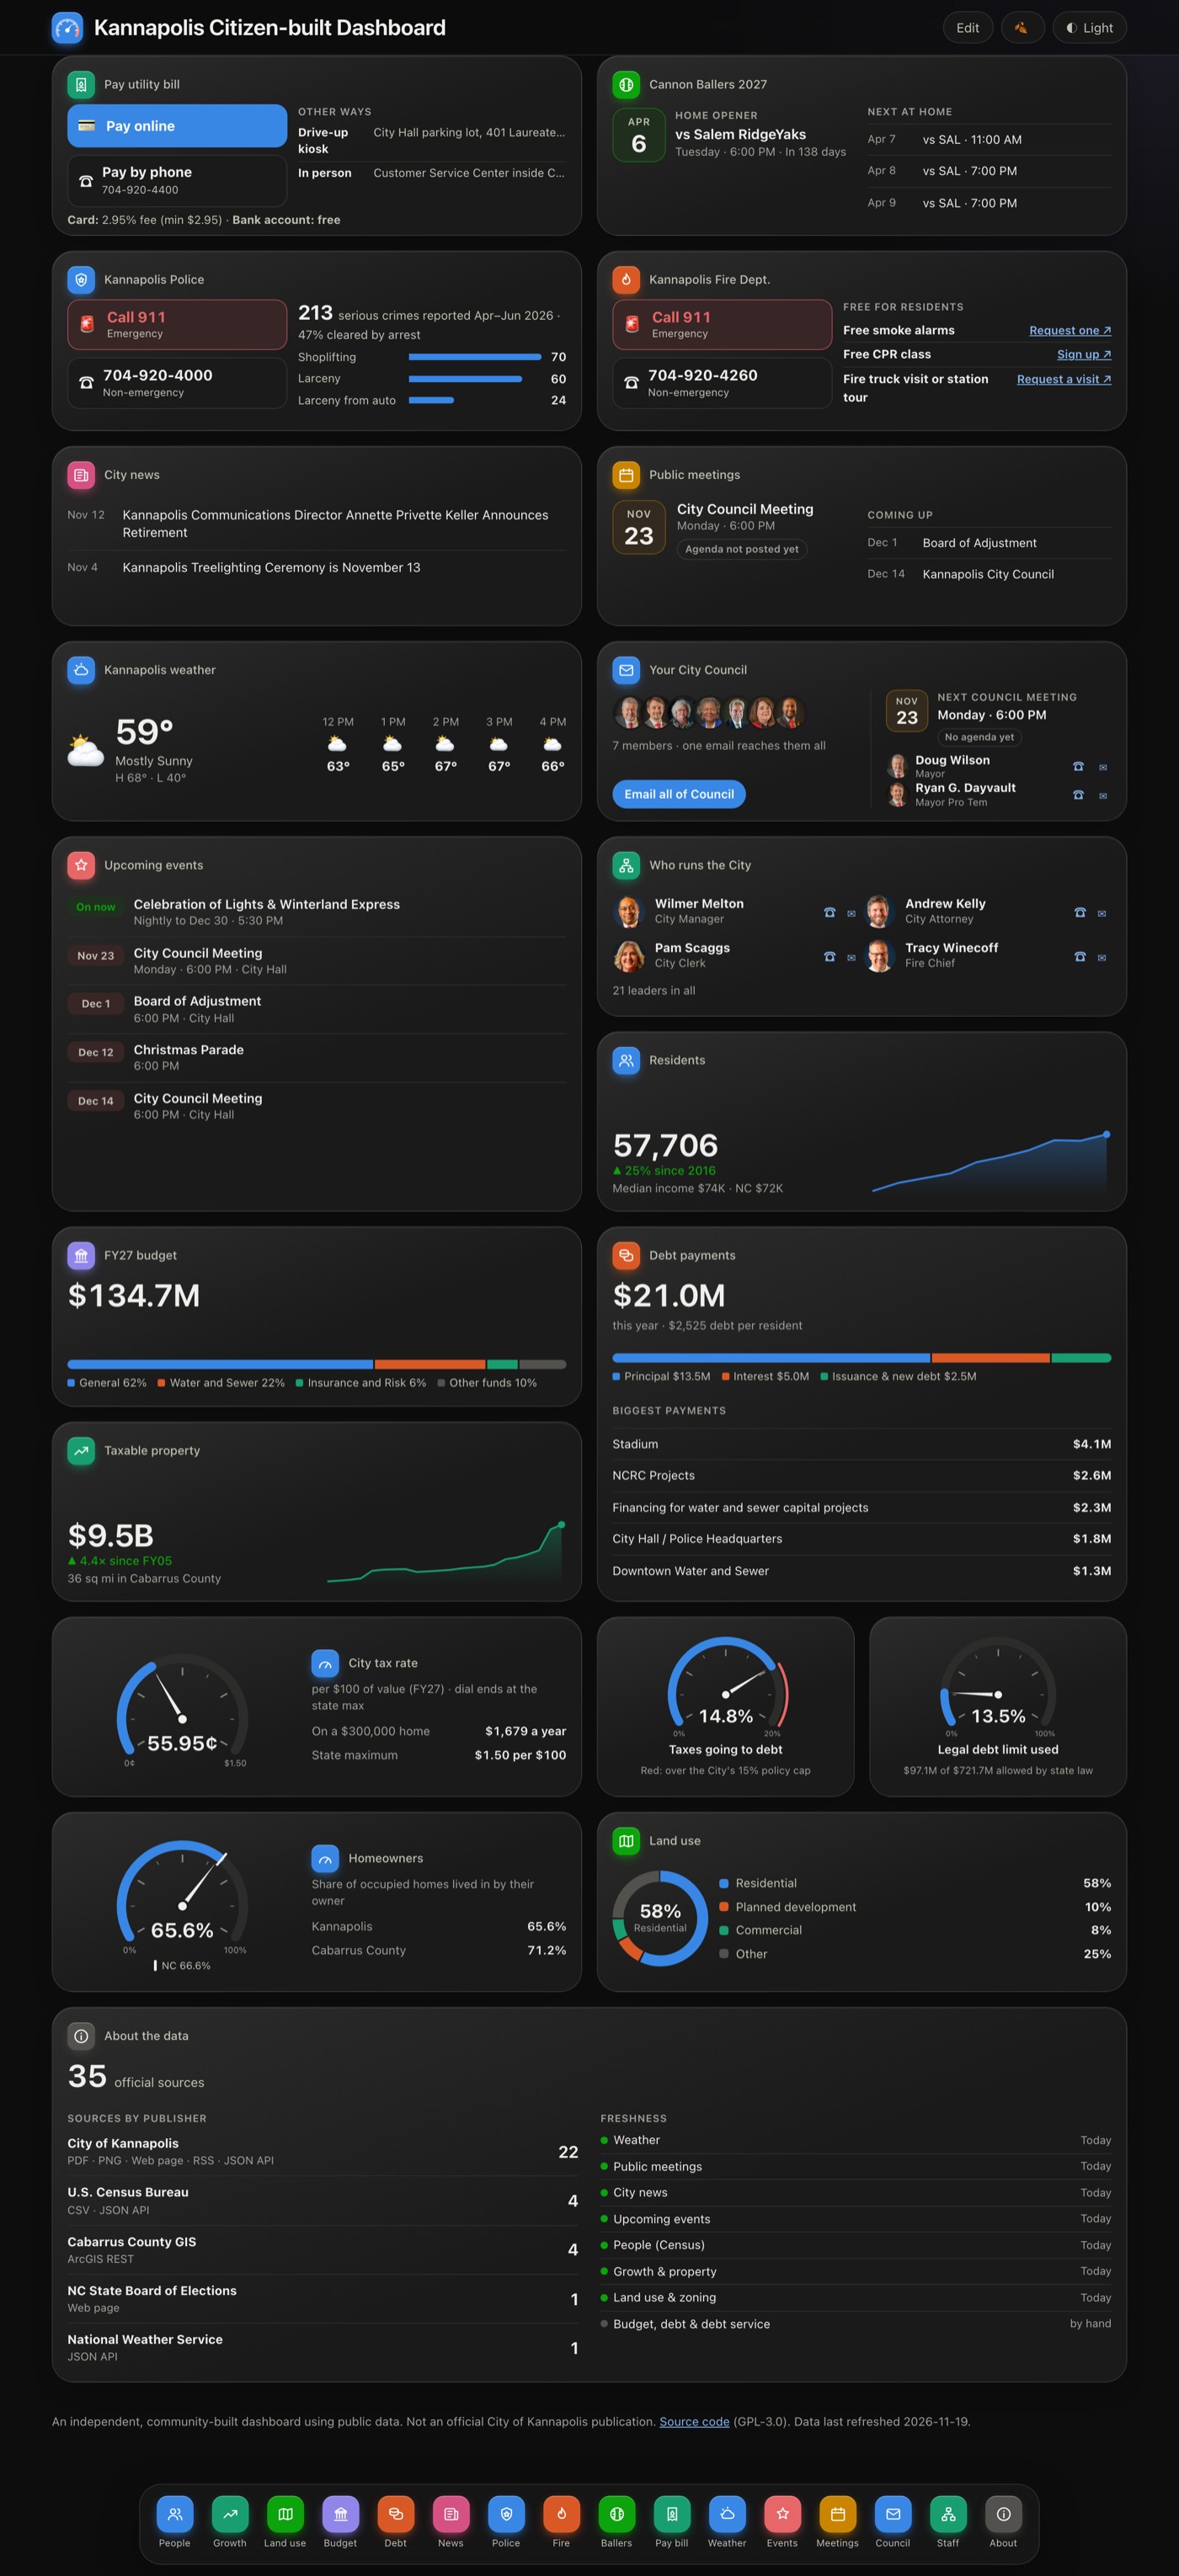 Kannapolis Citizen-built Dashboard
Edit
Light
Pay utility bill
Pay online
Pay by phone
704-920-4400
OTHER WAYS
Drive-up kiosk
City Hall parking lot, 401 Laureate...
In person
Customer Service Center inside C...
Card: 2.95% fee (min $2.95) · Bank account: free
Cannon Ballers 2027
APR
6
HOME OPENER
vs Salem RidgeYaks
Tuesday · 6:00 PM · In 138 days
NEXT AT HOME
Apr 7 vs SAL · 11:00 AM
Apr 8 vs SAL · 7:00 PM
Apr 9 vs SAL · 7:00 PM
Kannapolis Police
Call 911
Emergency
704-920-4000
Non-emergency
213 serious crimes reported Apr–Jun 2026 ·
47% cleared by arrest
Shoplifting 70
Larceny 60
Larceny from auto 24
Kannapolis Fire Dept.
Call 911
Emergency
704-920-4260
Non-emergency
FREE FOR RESIDENTS
Free smoke alarms Request one ↗
Free CPR class Sign up ↗
Fire truck visit or station tour Request a visit ↗
City news
Nov 12 Kannapolis Communications Director Annette Privette Keller Announces
Retirement
Nov 4 Kannapolis Treelighting Ceremony is November 13
Public meetings
NOV
23
City Council Meeting
Monday · 6:00 PM
Agenda not posted yet
COMING UP
Dec 1 Board of Adjustment
Dec 14 Kannapolis City Council
Kannapolis weather
59°
Mostly Sunny
H 68° · L 40°
12 PM 1 PM 2 PM 3 PM 4 PM
63° 65° 67° 67° 66°
Your City Council
7 members · one email reaches them all
Email all of Council
NOV
23
NEXT COUNCIL MEETING
Monday · 6:00 PM
No agenda yet
Doug Wilson
Mayor
Ryan G. Dayvault
Mayor Pro Tem
Upcoming events
On now Celebration of Lights & Winterland Express
Nightly to Dec 30 · 5:30 PM
Nov 23 City Council Meeting
Monday · 6:00 PM · City Hall
Dec 1 Board of Adjustment
6:00 PM · City Hall
Dec 12 Christmas Parade
6:00 PM
Dec 14 City Council Meeting
6:00 PM · City Hall
Who runs the City
Wilmer Melton
City Manager
Andrew Kelly
City Attorney
Pam Scaggs
City Clerk
Tracy Winecoff
Fire Chief
21 leaders in all
Residents
57,706
▲ 25% since 2016
Median income $74K · NC $72K
FY27 budget
$134.7M
General 62% Water and Sewer 22% Insurance and Risk 6% Other funds 10%
Debt payments
$21.0M
this year · $2,525 debt per resident
Principal $13.5M Interest $5.0M Issuance & new debt $2.5M
BIGGEST PAYMENTS
Stadium $4.1M
NCRC Projects $2.6M
Financing for water and sewer capital projects $2.3M
City Hall / Police Headquarters $1.8M
Downtown Water and Sewer $1.3M
Taxable property
$9.5B
▲ 4.4× since FY05
36 sq mi in Cabarrus County
55.95¢
0¢ $1.50
City tax rate
per $100 of value (FY27) · dial ends at the
state max
On a $300,000 home $1,679 a year
State maximum $1.50 per $100
14.8%
0% 20%
Taxes going to debt
Red: over the City's 15% policy cap
13.5%
0% 100%
Legal debt limit used
$97.1M of $721.7M allowed by state law
65.6%
0% 100%
NC 66.6%
Homeowners
Share of occupied homes lived in by their
owner
Kannapolis 65.6%
Cabarrus County 71.2%
Land use
58%
Residential
Residential 58%
Planned development 10%
Commercial 8%
Other 25%
About the data
35 official sources
SOURCES BY PUBLISHER
City of Kannapolis 22
PDF · PNG · Web page · RSS · JSON API
U.S. Census Bureau 4
CSV · JSON API
Cabarrus County GIS 4
ArcGIS REST
NC State Board of Elections 1
Web page
National Weather Service 1
JSON API
FRESHNESS
Weather Today
Public meetings Today
City news Today
Upcoming events Today
People (Census) Today
Growth & property Today
Land use & zoning Today
Budget, debt & debt service by hand
An independent, community-built dashboard using public data. Not an official City of Kannapolis publication. Source code (GPL-3.0). Data last refreshed 2026-11-19.
People Growth Land use Budget Debt News Police Fire Ballers Pay bill Weather Events Meetings Council Staff About